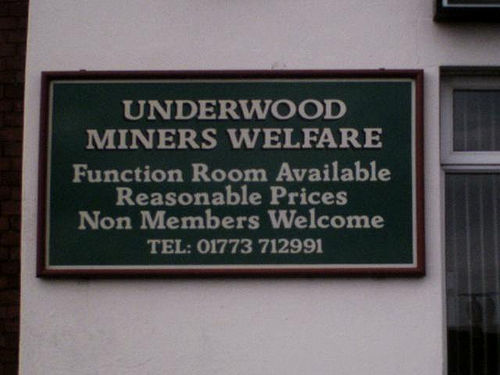 UNDERWOOD
MINERS WELFARE
Function Room Available
Reasonable Prices
Non Members Welcome
TEL: 01773 712991